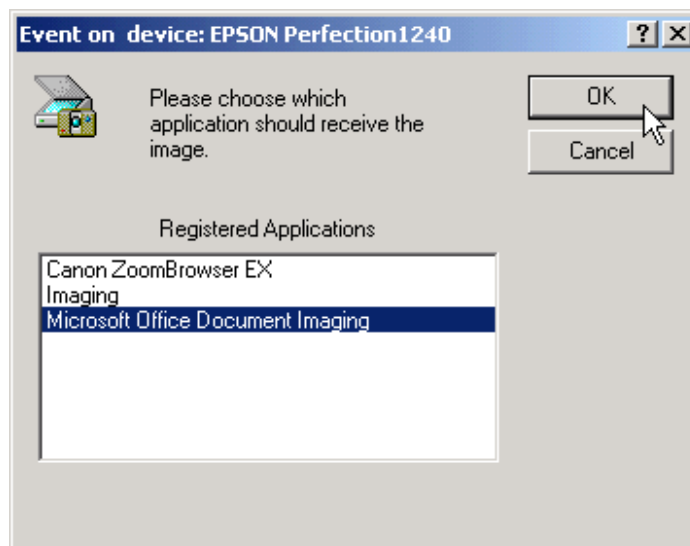 Event on device: EPSON Perfection1240
Please choose which
application should receive the
image.
OK
Cancel
Registered Applications
Canon ZoomBrowser EX
Imaging
Microsoft Office Document Imaging